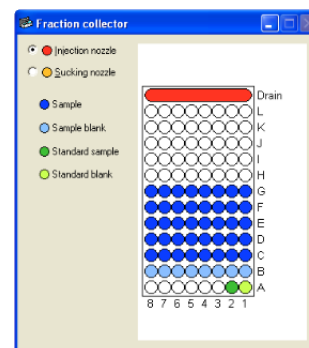 Fraction collector
Injection nozzle
Sucking nozzle
Sample
Sample blank
Standard sample
Standard blank
Drain
L
K
J
I
H
G
F
E
D
C
B
A
8 7 6 5 4 3 2 1